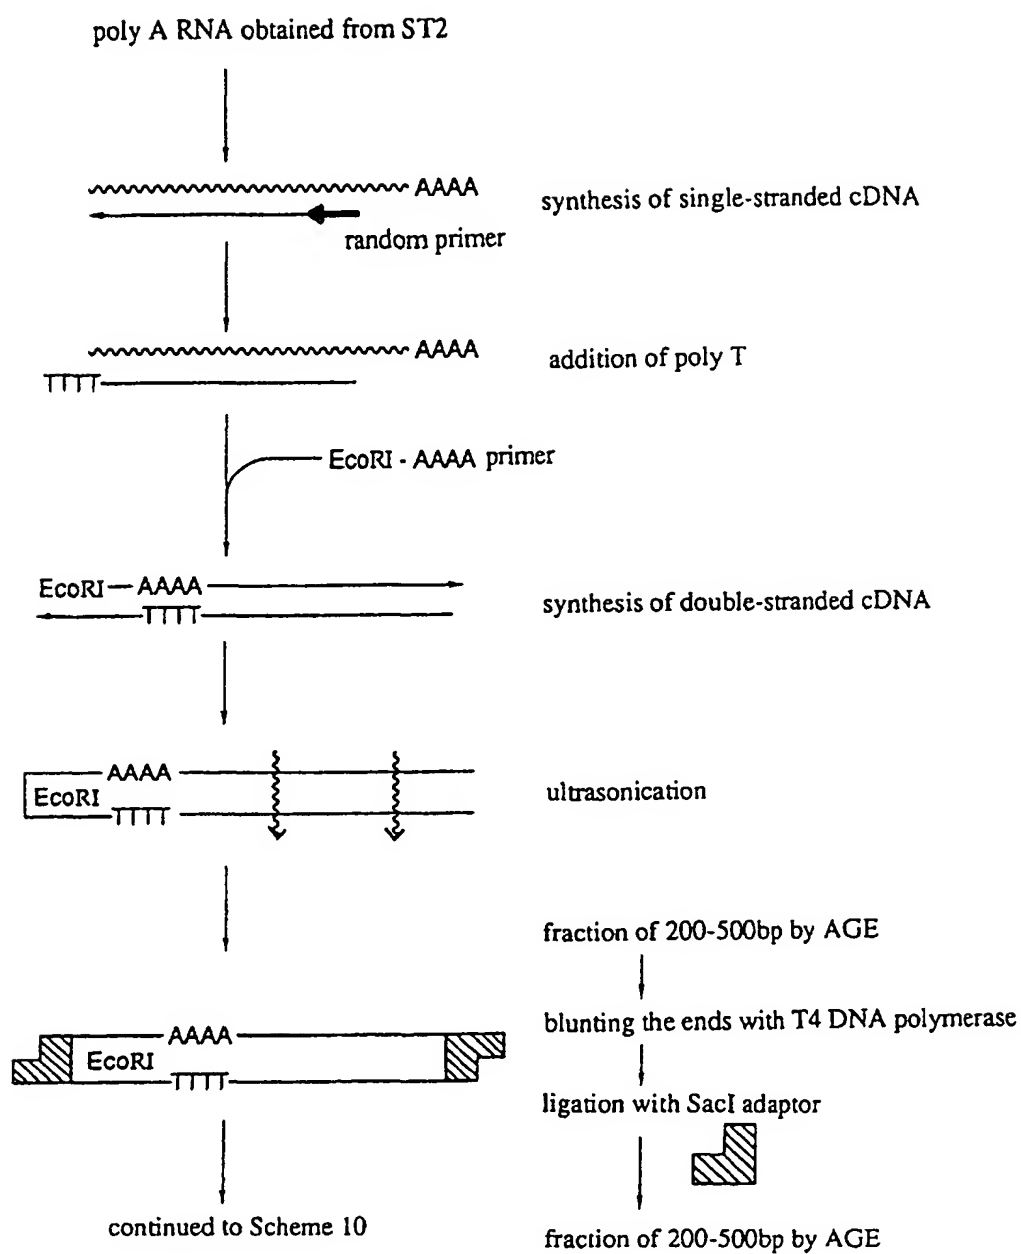 poly A RNA obtained from ST2
AAAA
synthesis of single-stranded cDNA
random primer
AAAA
addition of poly T
TTTT
EcoRI - AAAA primer
EcoRI AAAA
TTTT
synthesis of double-stranded cDNA
AAAA
EcoRI
TTTT
ultrasonication
fraction of 200-500bp by AGE
blunting the ends with T4 DNA polymerase
AAAA
EcoRI
TTTT
ligation with SacI adaptor
continued to Scheme 10
fraction of 200-500bp by AGE